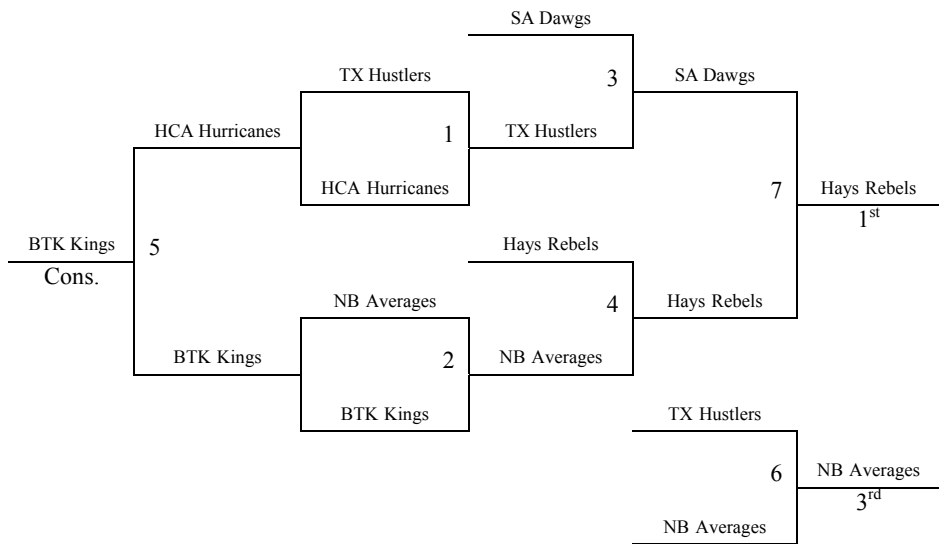 SA Dawgs
3
TX Hustlers
SA Dawgs
HCA Hurricanes
1
TX Hustlers
HCA Hurricanes
7
Hays Rebels
1st
BTK Kings
5
Cons.
Hays Rebels
NB Averages
4
Hays Rebels
BTK Kings
2
NB Averages
BTK Kings
TX Hustlers
6
NB Averages
3rd
NB Averages